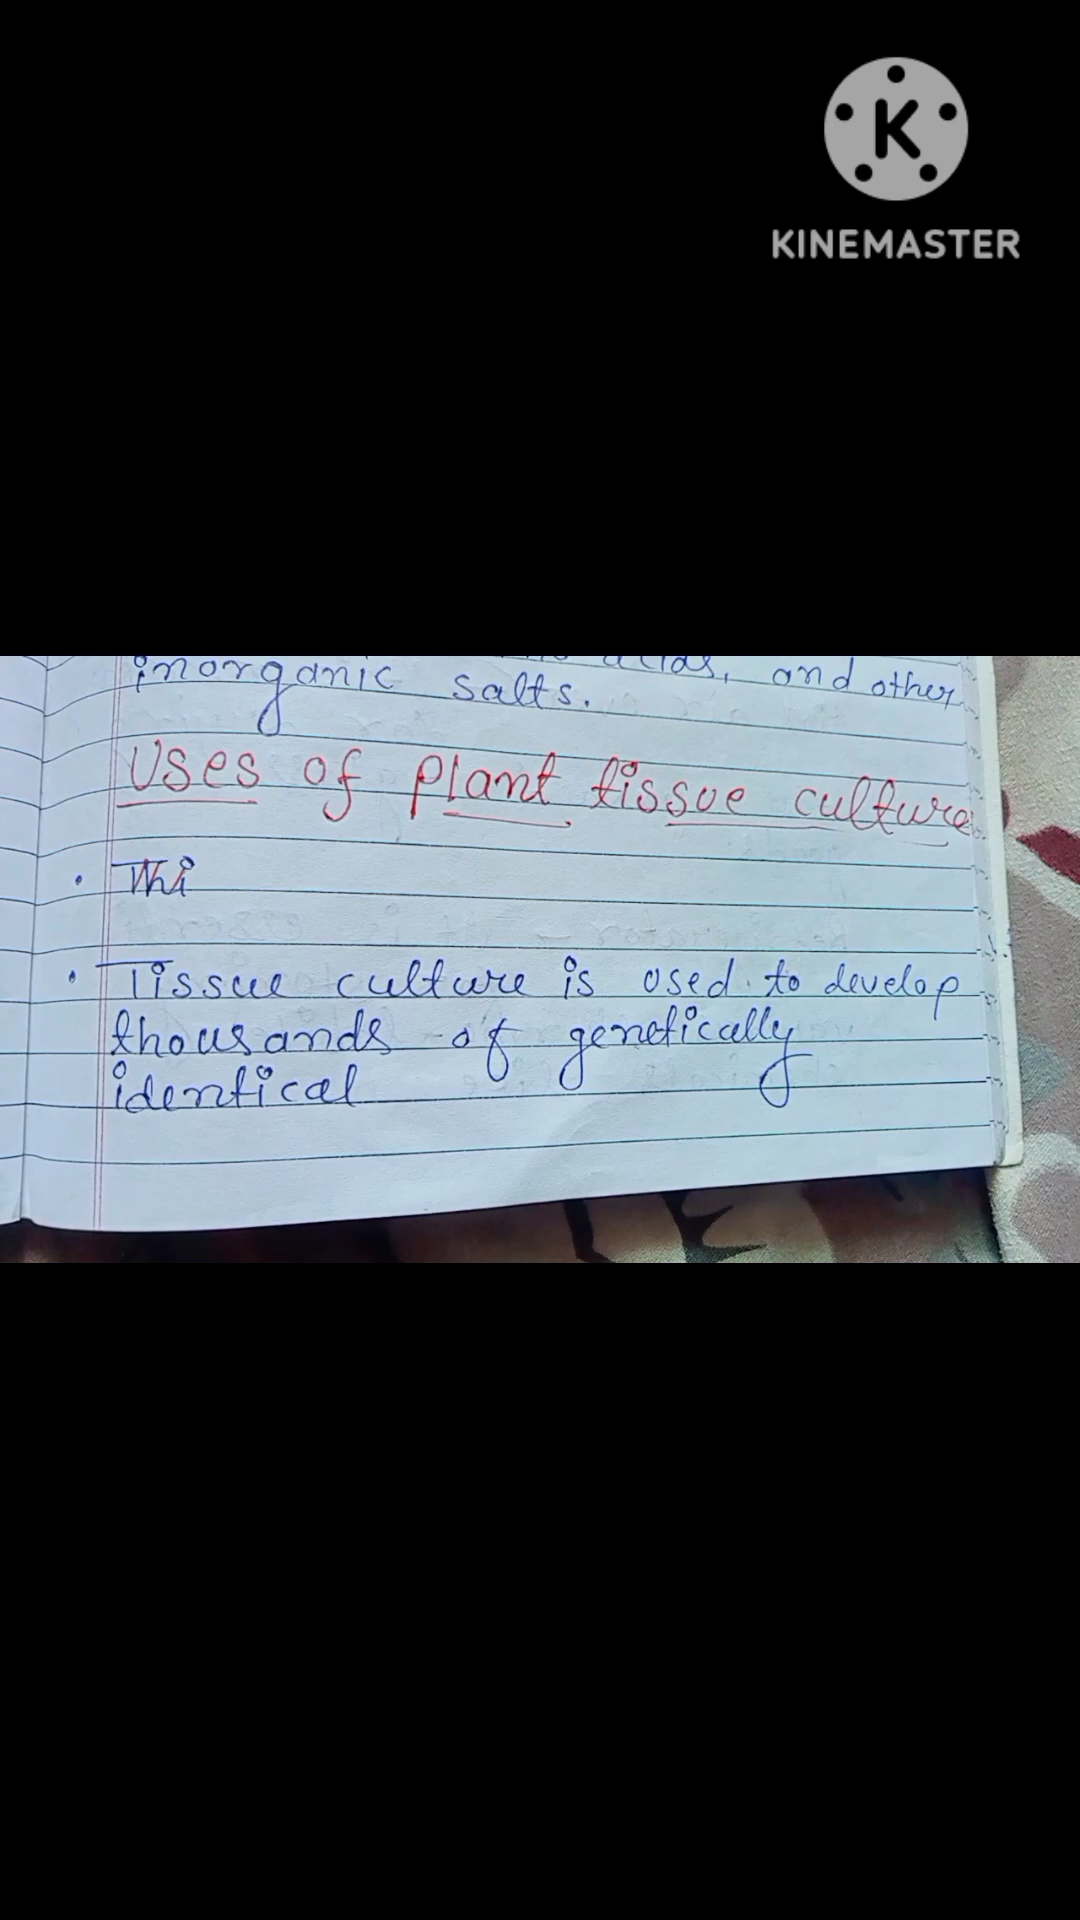 KINEMASTER
inorganic salts. acids, and other
Uses of plant tissue culture.
• Thi
• Tissue culture is used to develop
thousands of genetically
identical